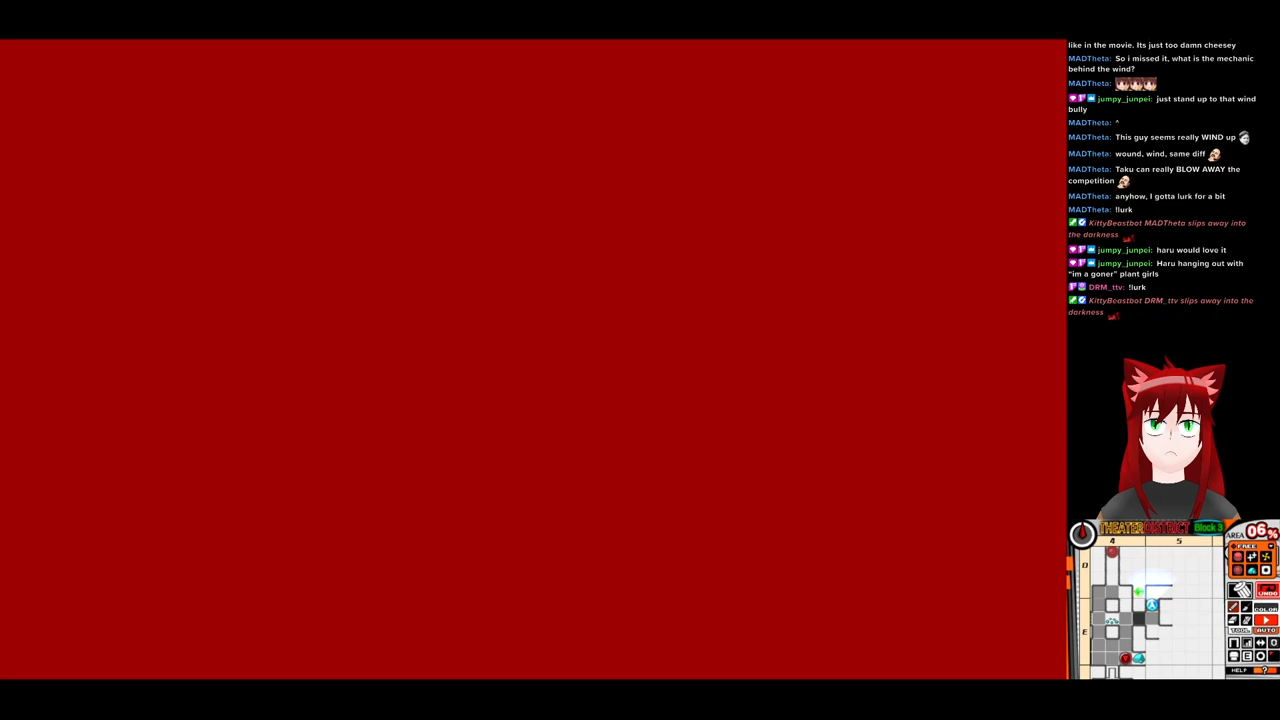 like in the movie. Its just too damn cheesey
MADTheta: So i missed it, what is the mechanic
behind the wind?
MADTheta:
jumpy_junpei: just stand up to that wind
bully
MADTheta: ^
MADTheta: This guy seems really WIND up
MADTheta: wound, wind, same diff
MADTheta: Taku can really BLOW AWAY the
competition
MADTheta: anyhow, I gotta lurk for a bit
MADTheta: !lurk
KittyBeastbot MADTheta slips away into
the darkness
jumpy_junpei: haru would love it
jumpy_junpei: Haru hanging out with
"im a goner" plant girls
DRM_ttv: !lurk
KittyBeastbot DRM_ttv slips away into the
darkness
THEATER DISTRICT Block 3
AREA 06%
4 5
FREE
D
UNDO
COLOR
E
TOOL AUTO
HELP ?